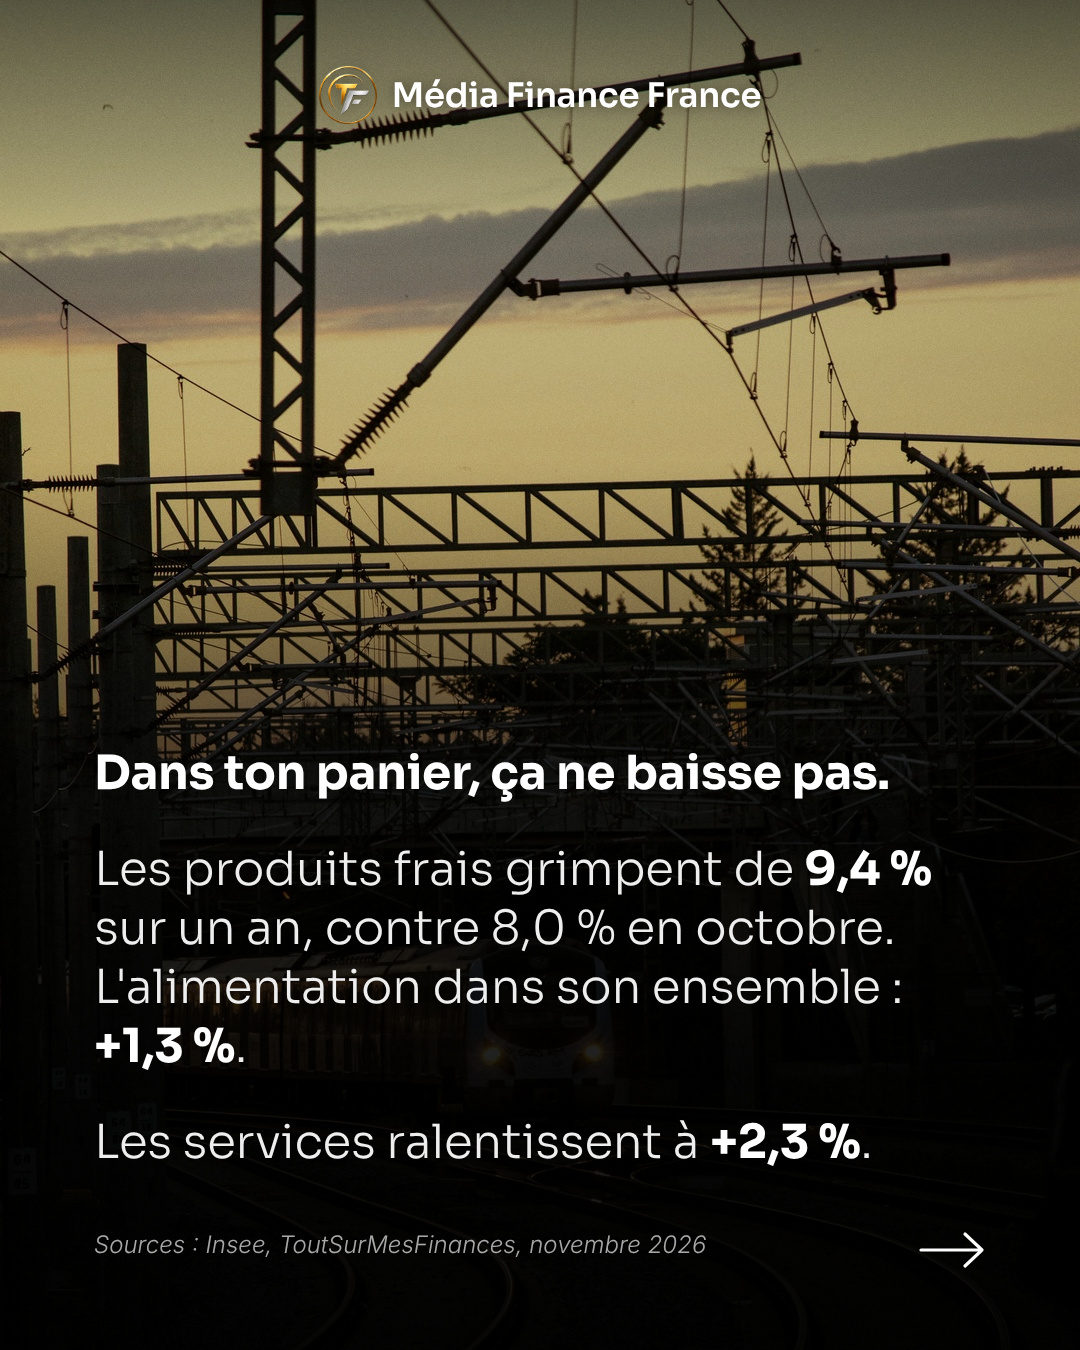 Média Finance France
Dans ton panier, ça ne baisse pas.
Les produits frais grimpent de 9,4 %
sur un an, contre 8,0 % en octobre.
L'alimentation dans son ensemble :
+1,3 %.
Les services ralentissent à +2,3 %.
Sources : Insee, ToutSurMesFinances, novembre 2026